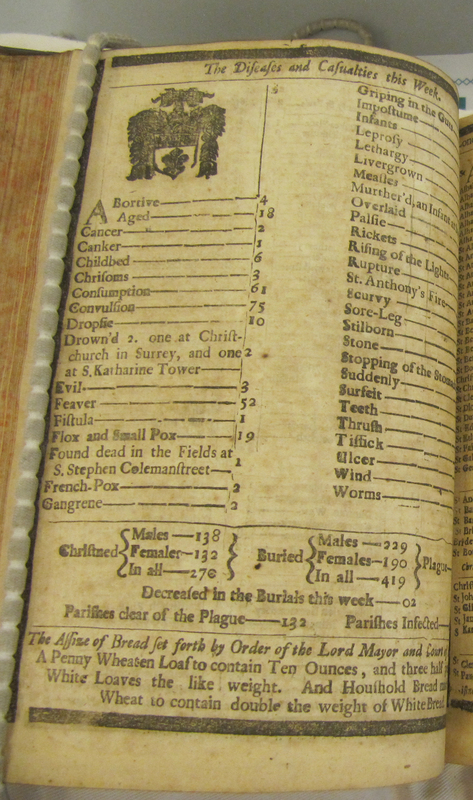 The Diseases and Casualties this Week.
Abortive 4
Aged 18
Cancer 2
Canker 1
Childbed 6
Chrisoms 3
Consumption 61
Convulsion 75
Dropsie 10
Drown'd 2. one at Christ-
church in Surrey, and one 2
at S. Katharine Tower
Evil 3
Feaver 52
Fistula 1
Flox and Small Pox 19
Found dead in the Fields at
S. Stephen Colemanstreet 1
French-Pox 2
Gangrene 2
Griping in the Guts
Impostume
Infants
Leprosy
Lethargy
Livergrown
Measles
Murther'd, an Infant
Overlaid
Palsie
Rickets
Rising of the Lights
Rupture
St. Anthony's Fire
Scurvy
Sore-Leg
Stilborn
Stone
Stopping of the
Suddenly
Surfeit
Teeth
Thrush
Tissick
Ulcer
Wind
Worms
Christned
Males 138
Females 132
In all 270
Buried
Males 229
Females 190
In all 419
Plague
Decreased in the Burials this week 02
Parishes clear of the Plague 132 Parishes Infected
The Assize of Bread set forth by Order of the Lord Mayor and
A Penny Wheaten Loaf to contain Ten Ounces, and three half
White Loaves the like weight. And Houshold Bread
Wheat to contain double the weight of White Bread